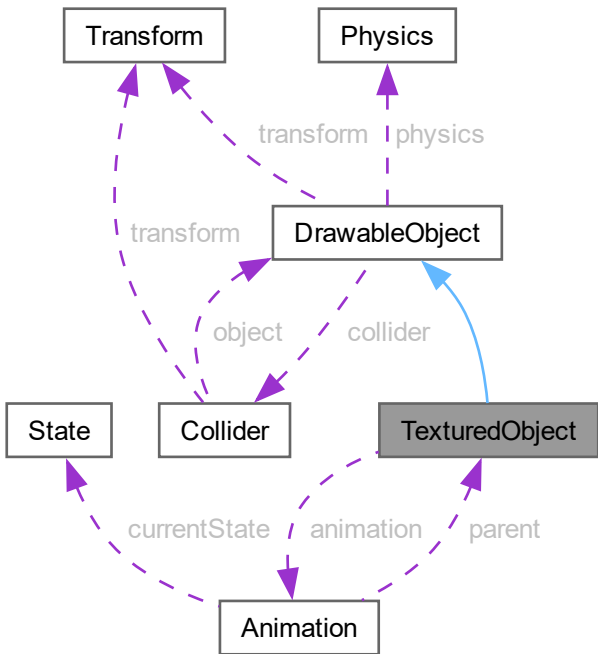 Transform
Physics
transform
physics
transform
DrawableObject
object
collider
State
Collider
TexturedObject
currentState
animation
parent
Animation